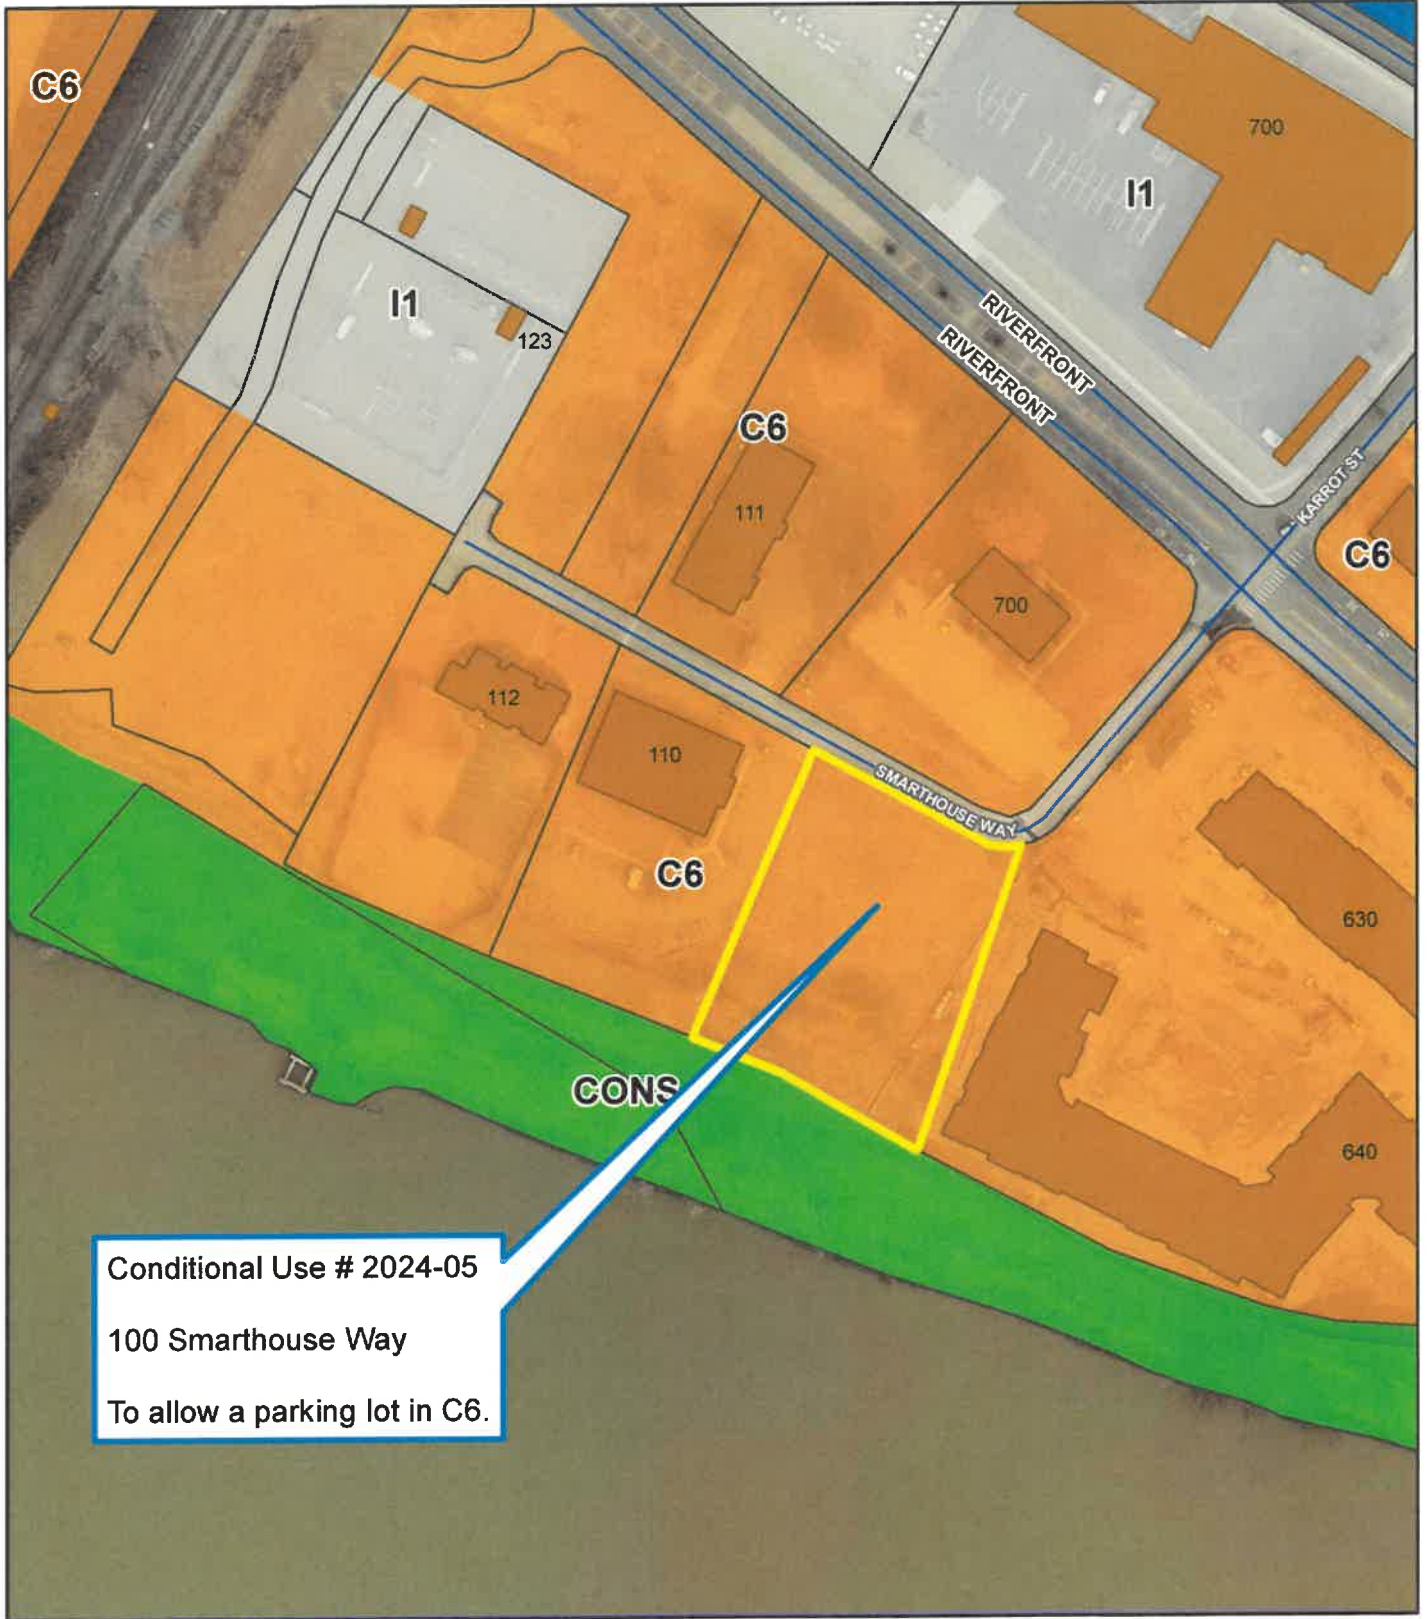 C6
700
I1
I1
123
RIVERFRONT
RIVERFRONT
C6
KARROT ST
111
C6
700
112
110
SMARTHOUSE WAY
C6
630
CONS
640
Conditional Use # 2024-05
100 Smarthouse Way
To allow a parking lot in C6.